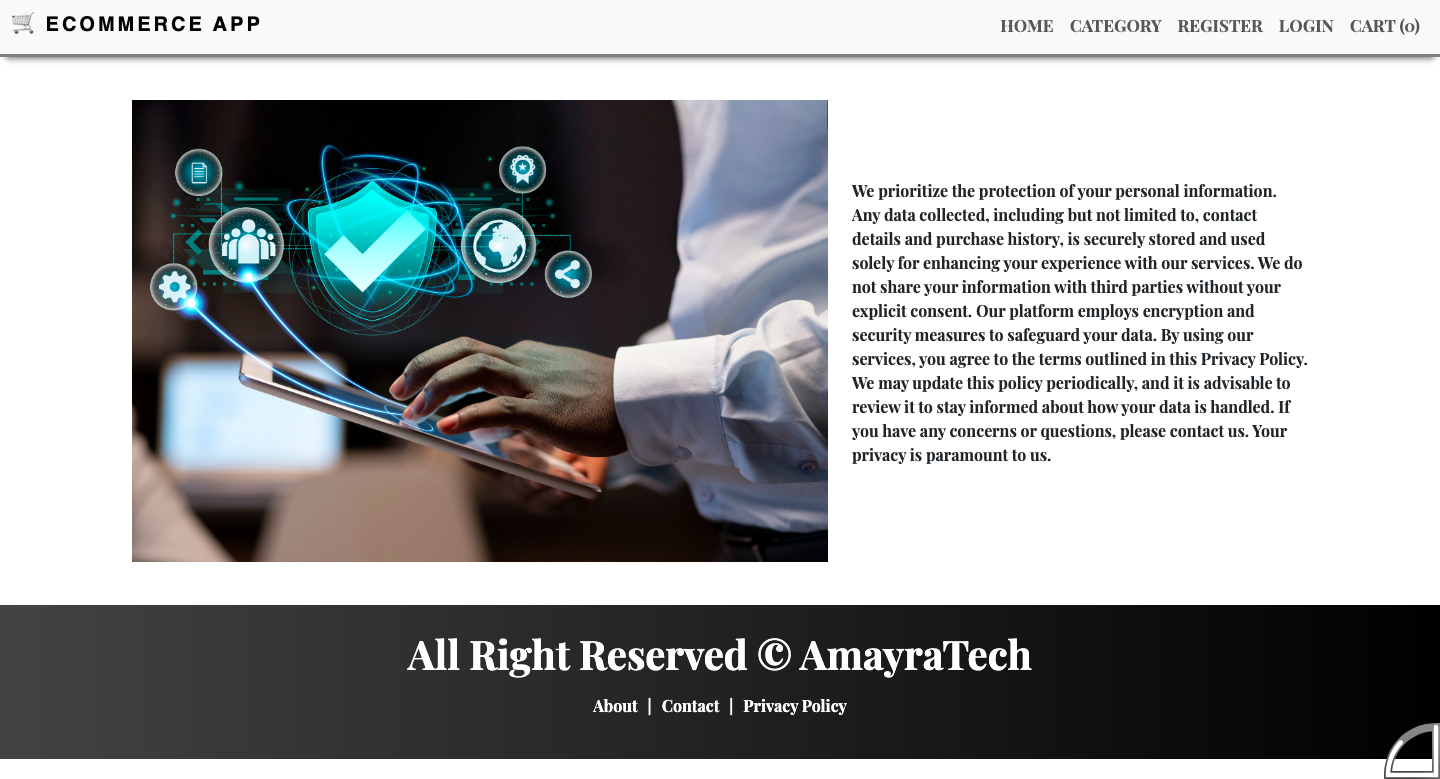 🛒 ECOMMERCE APP
HOME CATEGORY REGISTER LOGIN CART (0)
We prioritize the protection of your personal information.
Any data collected, including but not limited to, contact
details and purchase history, is securely stored and used
solely for enhancing your experience with our services. We do
not share your information with third parties without your
explicit consent. Our platform employs encryption and
security measures to safeguard your data. By using our
services, you agree to the terms outlined in this Privacy Policy.
We may update this policy periodically, and it is advisable to
review it to stay informed about how your data is handled. If
you have any concerns or questions, please contact us. Your
privacy is paramount to us.
All Right Reserved © AmayraTech
About | Contact | Privacy Policy